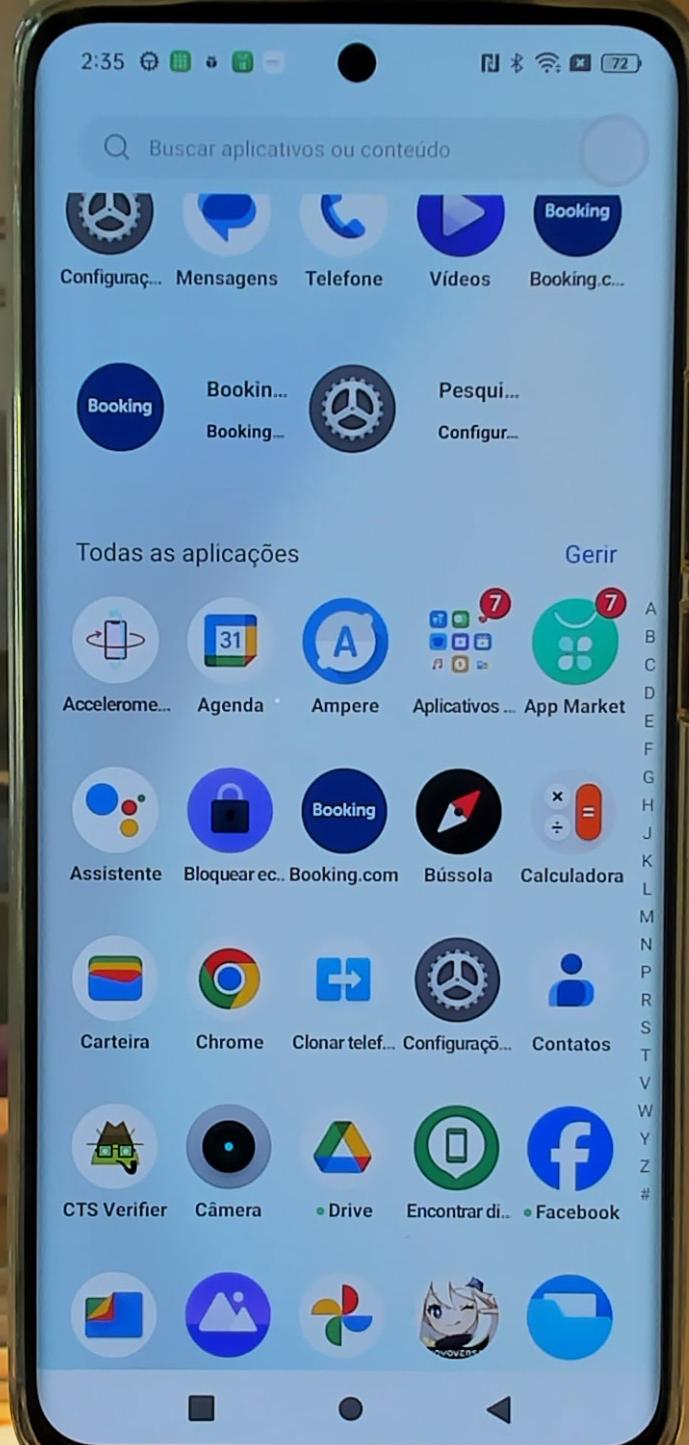 2:35 72
Buscar aplicativos ou conteúdo
Booking
Configuraç... Mensagens Telefone Vídeos Booking.c...
Booking Bookin... Pesqui...
Booking... Configur...
Todas as aplicações Gerir
31 A 7 7
Accelerome... Agenda Ampere Aplicativos ... App Market
Booking
Assistente Bloquear ec.. Booking.com Bússola Calculadora
Carteira Chrome Clonar telef... Configuraçõ... Contatos
CTS Verifier Câmera Drive Encontrar di.. Facebook
A
B
C
D
E
F
G
H
J
K
L
M
N
P
R
S
T
V
W
Y
Z
#